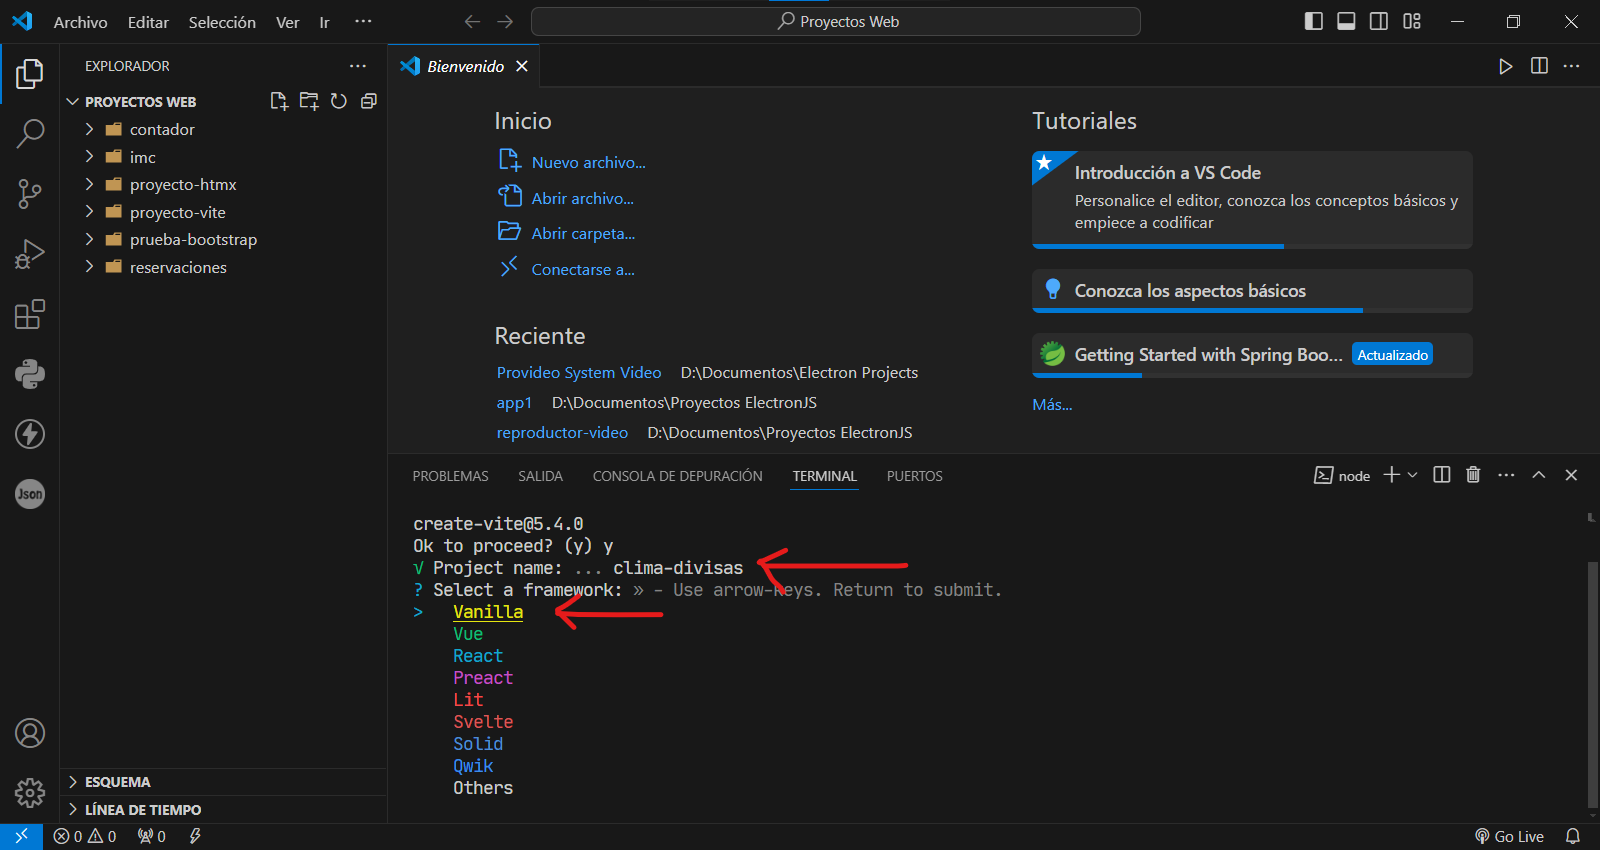 Archivo Editar Selección Ver Ir ···
Proyectos Web
EXPLORADOR ···
PROYECTOS WEB
contador
imc
proyecto-htmx
proyecto-vite
prueba-bootstrap
reservaciones
ESQUEMA
LÍNEA DE TIEMPO
Bienvenido
Inicio
Nuevo archivo...
Abrir archivo...
Abrir carpeta...
Conectarse a...
Reciente
Provideo System Video D:\Documentos\Electron Projects
app1 D:\Documentos\Proyectos ElectronJS
reproductor-video D:\Documentos\Proyectos ElectronJS
Tutoriales
Introducción a VS Code
Personalice el editor, conozca los conceptos básicos y
empiece a codificar
Conozca los aspectos básicos
Getting Started with Spring Boo... Actualizado
Más...
PROBLEMAS SALIDA CONSOLA DE DEPURACIÓN TERMINAL PUERTOS
node
create-vite@5.4.0
Ok to proceed? (y) y
√ Project name: ... clima-divisas
? Select a framework: » - Use arrow-keys. Return to submit.
> Vanilla
Vue
React
Preact
Lit
Svelte
Solid
Qwik
Others
Json
0 0 0
Go Live